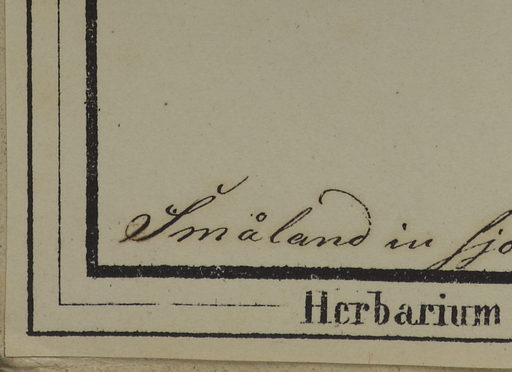 Småland in
Herbarium